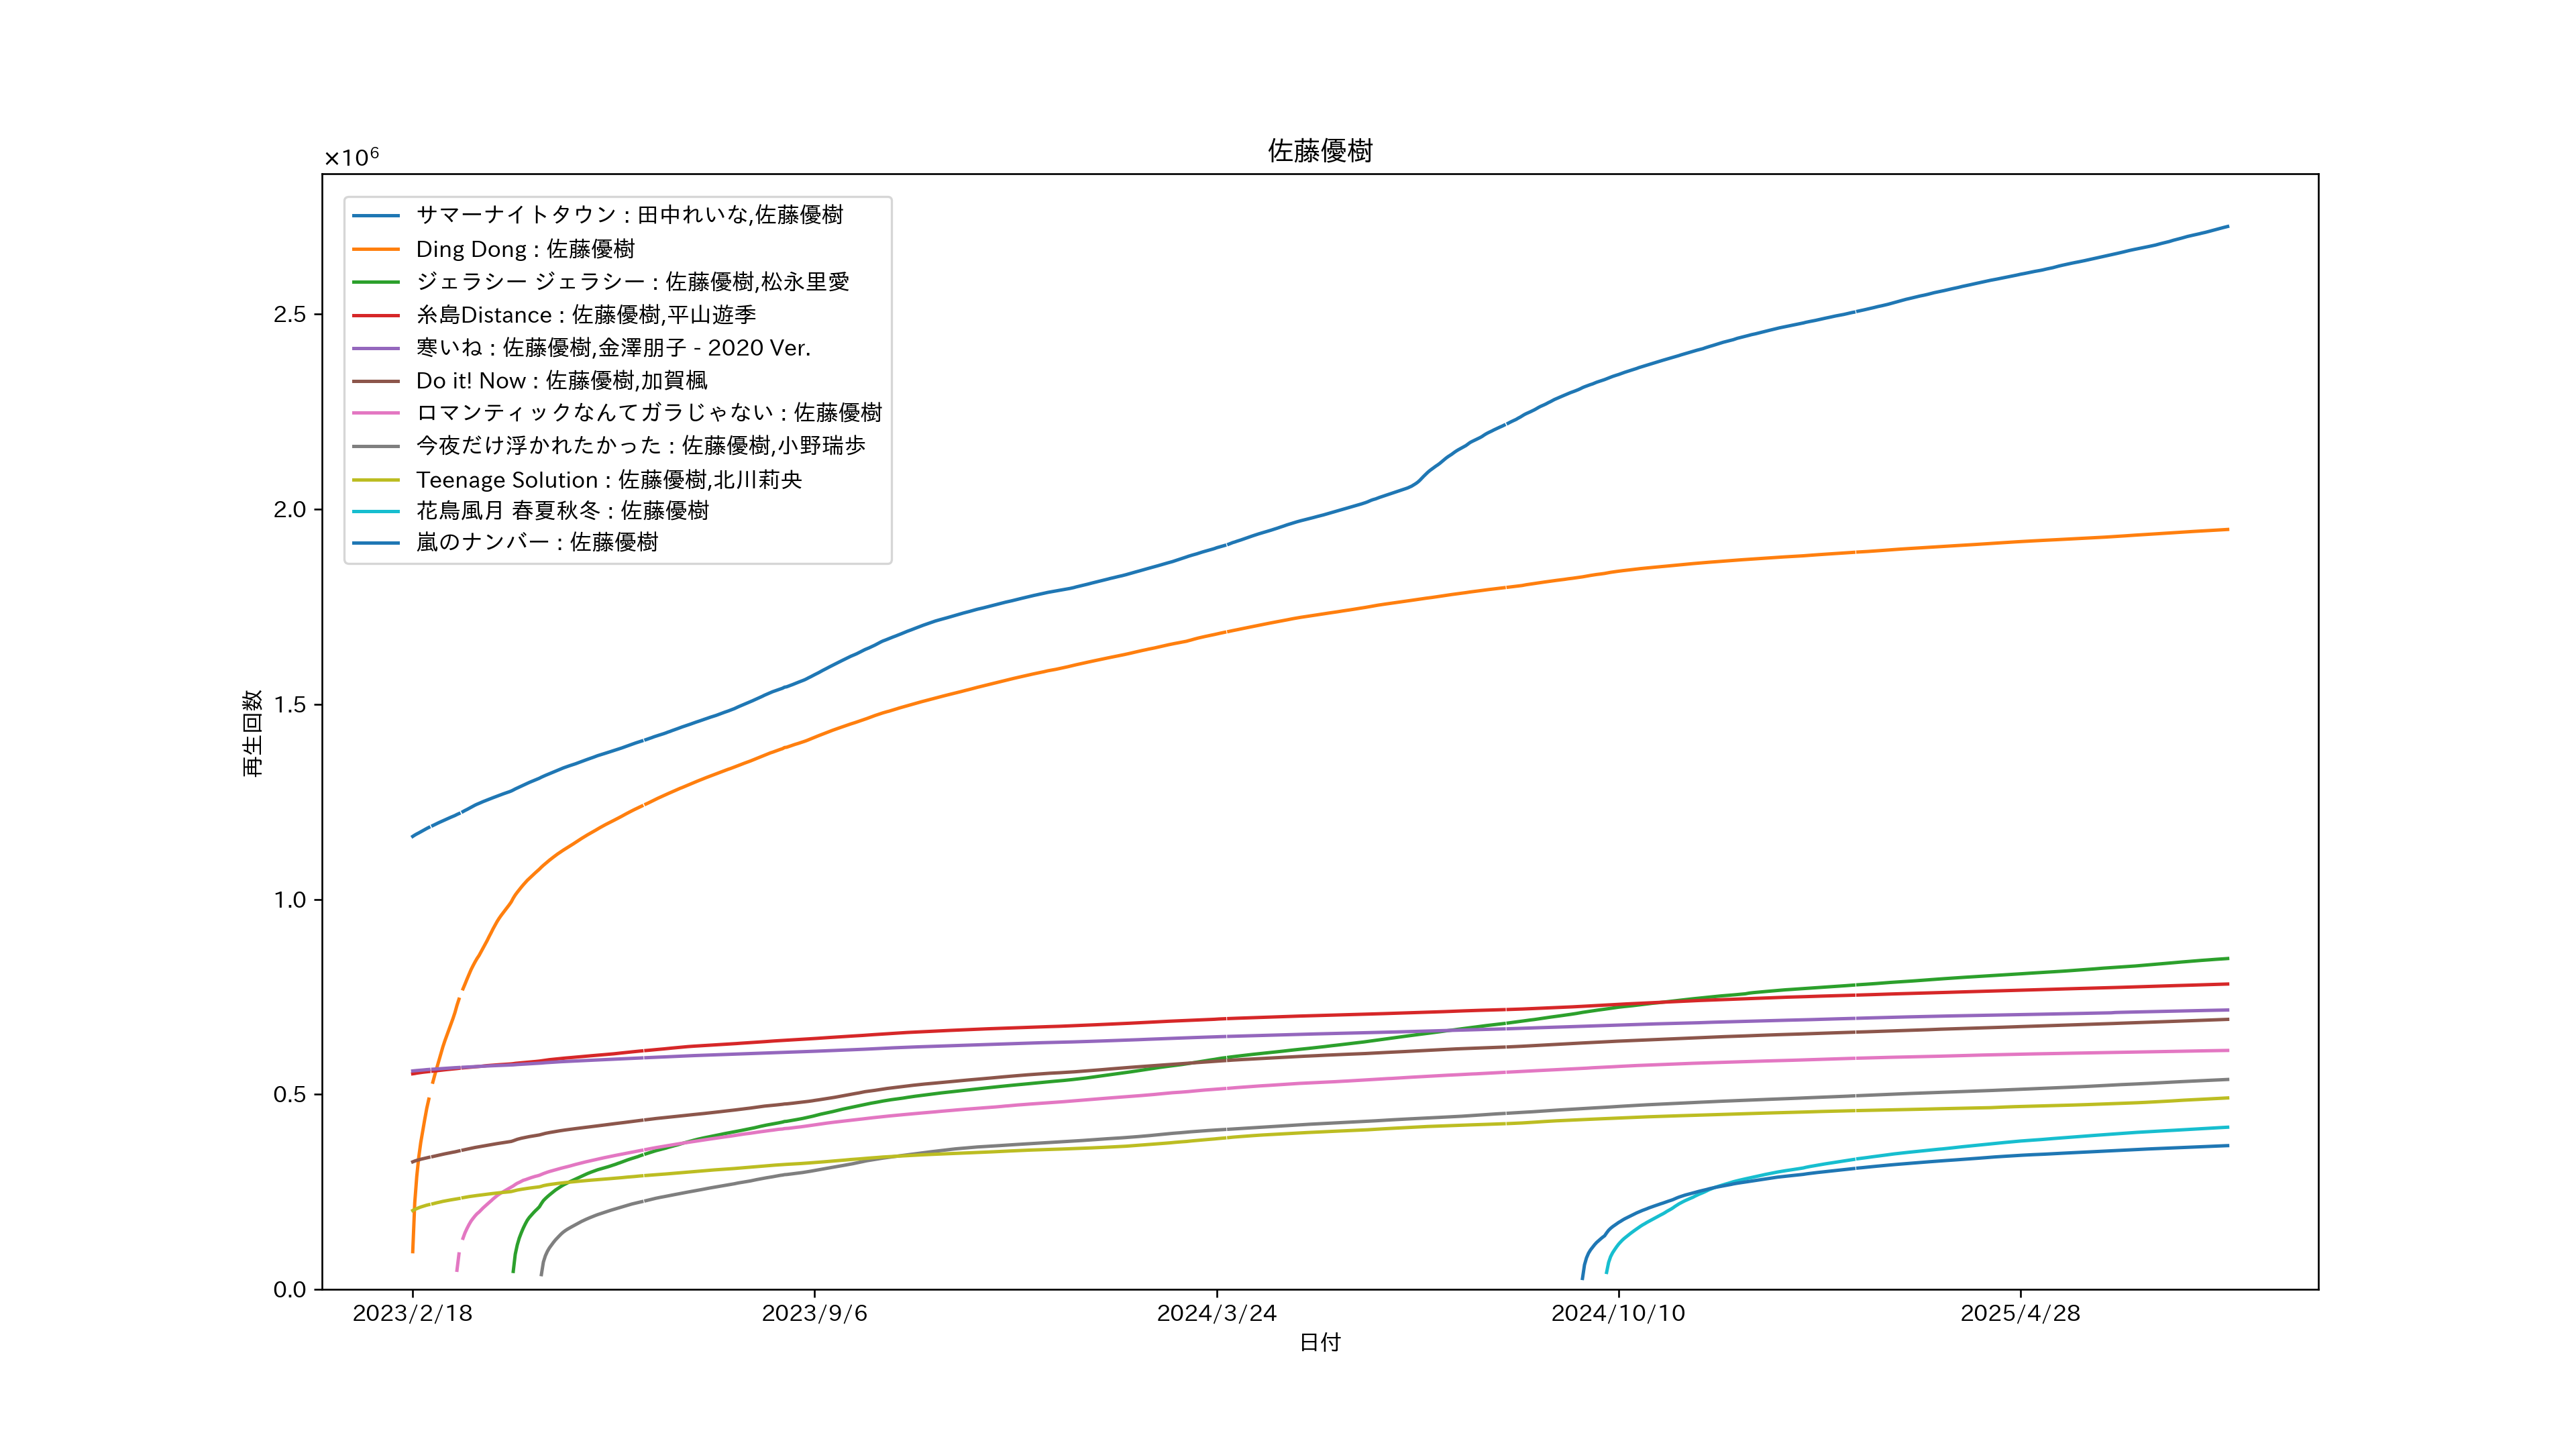 佐藤優樹
×10⁶
サマーナイトタウン : 田中れいな,佐藤優樹
Ding Dong : 佐藤優樹
ジェラシー ジェラシー : 佐藤優樹,松永里愛
糸島Distance : 佐藤優樹,平山遊季
寒いね : 佐藤優樹,金澤朋子 - 2020 Ver.
Do it! Now : 佐藤優樹,加賀楓
ロマンティックなんてガラじゃない : 佐藤優樹
今夜だけ浮かれたかった : 佐藤優樹,小野瑞歩
Teenage Solution : 佐藤優樹,北川莉央
花鳥風月 春夏秋冬 : 佐藤優樹
嵐のナンバー : 佐藤優樹
2.5
2.0
1.5
1.0
0.5
0.0
再生回数
2023/2/18
2023/9/6
2024/3/24
2024/10/10
2025/4/28
日付